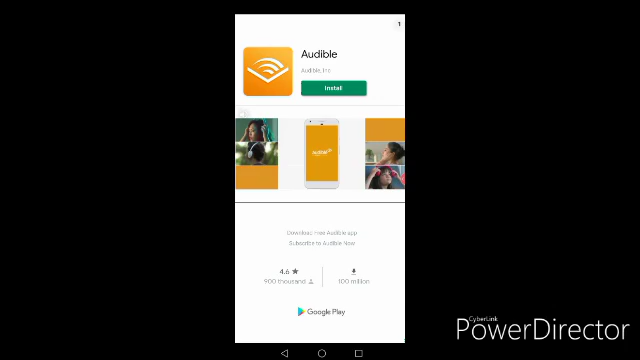 1
Audible
Audible, Inc
Install
audible
Download Free Audible app
Subscribe to Audible Now
4.6 ★
900 thousand
100 million
Google Play
CyberLink
PowerDirector